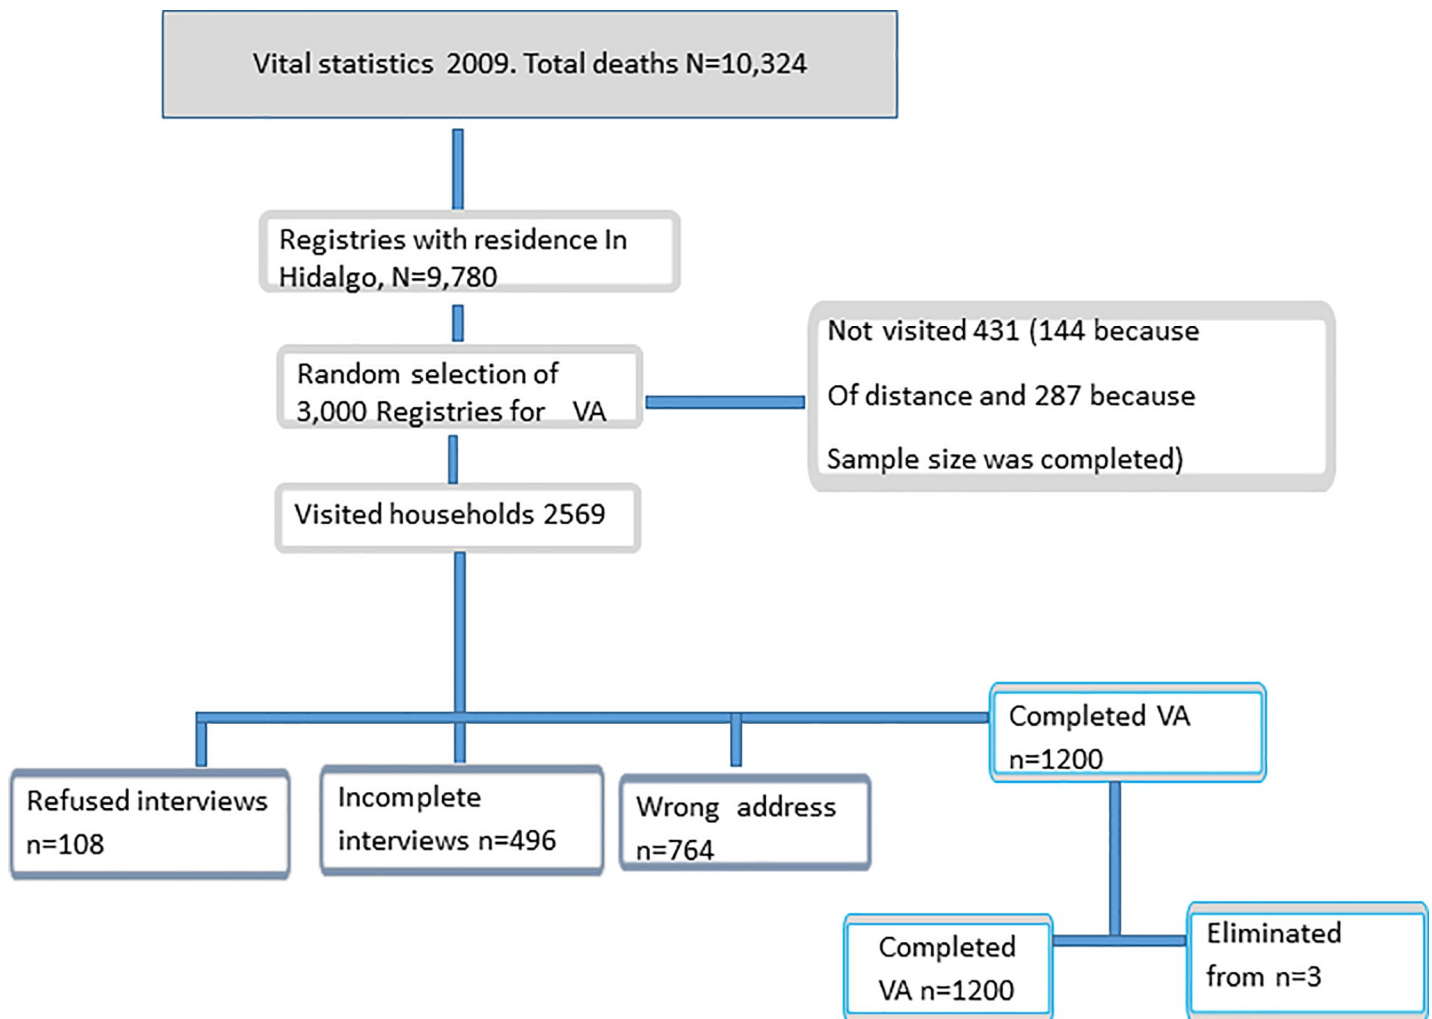 Vital statistics 2009. Total deaths N=10,324
Registries with residence In
Hidalgo, N=9,780
Random selection of
3,000 Registries for VA
Not visited 431 (144 because
Of distance and 287 because
Sample size was completed)
Visited households 2569
Completed VA
n=1200
Refused interviews
n=108
Incomplete
interviews n=496
Wrong address
n=764
Completed
VA n=1200
Eliminated
from n=3